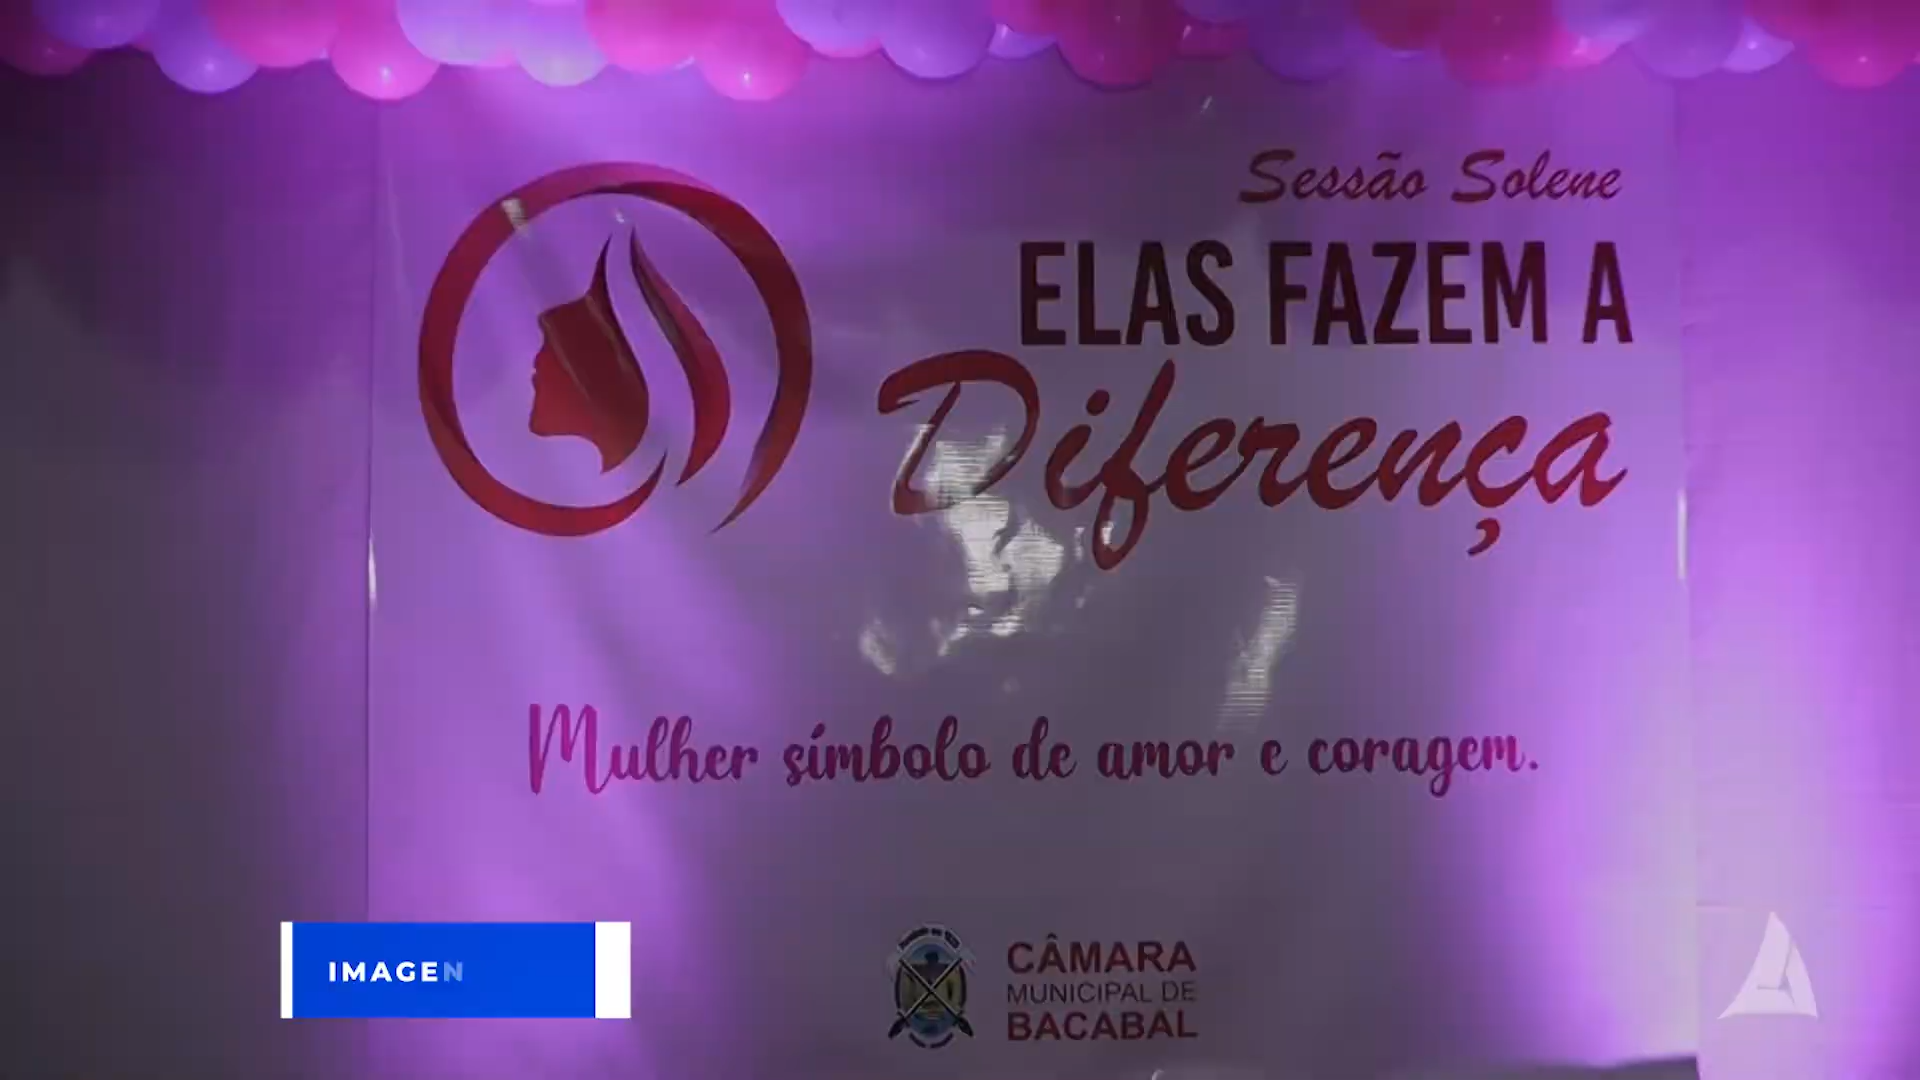 Sessão Solene
ELAS FAZEM A
Diferença
Mulher símbolo de amor e coragem.
CÂMARA
MUNICIPAL DE
BACABAL
IMAGEN